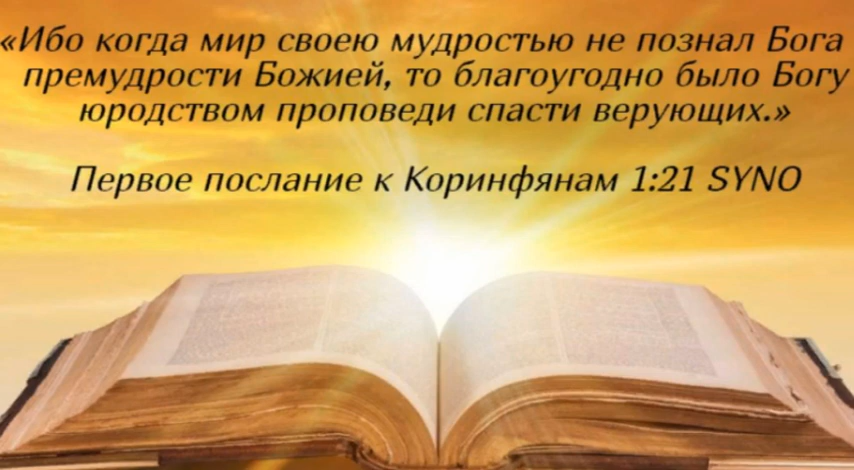 «Ибо когда мир своею мудростью не познал Бога
премудрости Божией, то благоугодно было Богу
юродством проповеди спасти верующих.»
Первое послание к Коринфянам 1:21 SYNO